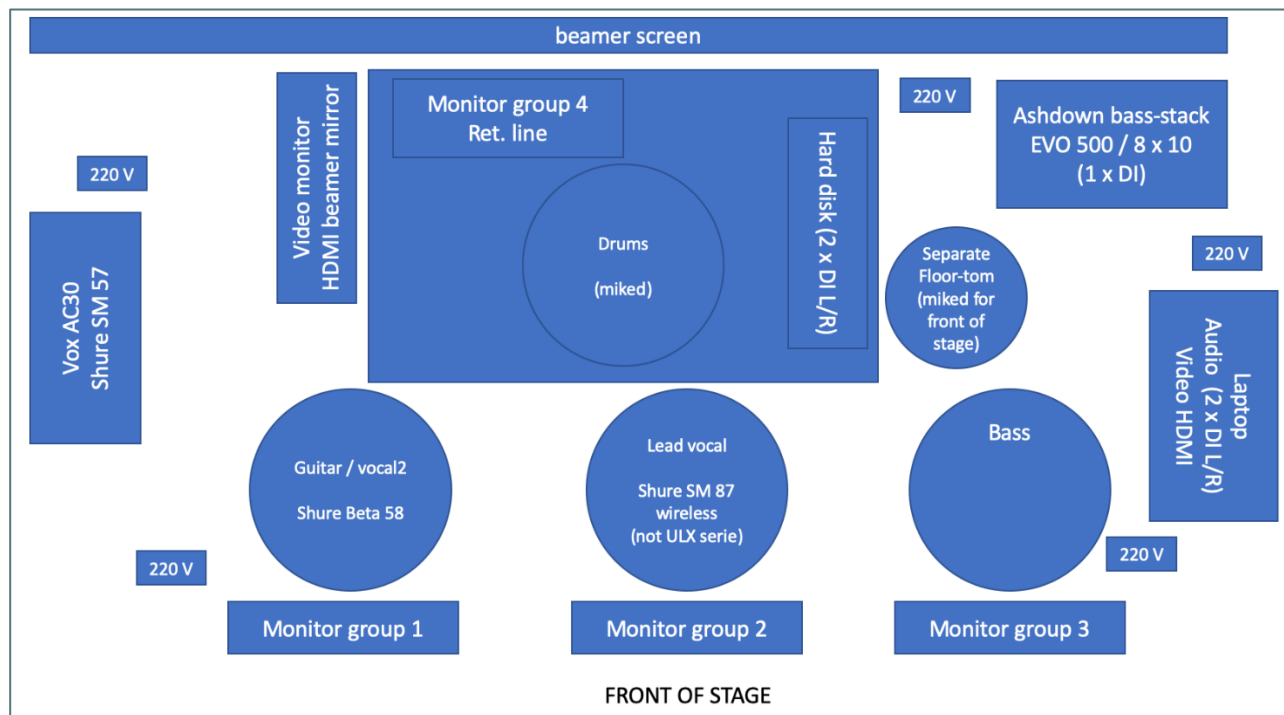 beamer screen
Monitor group 4
Ret. line
220 V
Ashdown bass-stack
EVO 500 / 8 x 10
(1 x DI)
220 V
Video monitor
HDMI beamer mirror
Hard disk (2 x DI L/R)
Drums
(miked)
Separate
Floor-tom
(miked for
front of
stage)
220 V
Vox AC30
Shure SM 57
Laptop
Audio (2 x DI L/R)
Video HDMI
Guitar / vocal2
Shure Beta 58
Lead vocal
Shure SM 87
wireless
(not ULX serie)
Bass
220 V
220 V
Monitor group 1
Monitor group 2
Monitor group 3
FRONT OF STAGE